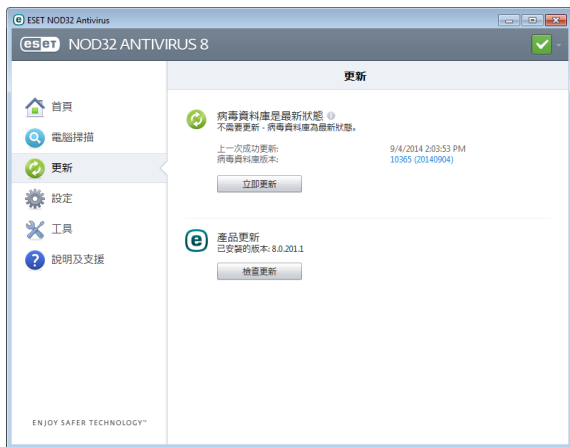 ESET NOD32 Antivirus
eset NOD32 ANTIVIRUS 8
更新
首頁
電腦掃描
更新
設定
工具
說明及支援
病毒資料庫是最新狀態
不需要更新 - 病毒資料庫為最新狀態。
上一次成功更新: 9/4/2014 2:03:53 PM
病毒資料庫版本: 10365 (20140904)
立即更新
產品更新
已安裝的版本: 8.0.201.1
檢查更新
ENJOY SAFER TECHNOLOGY™